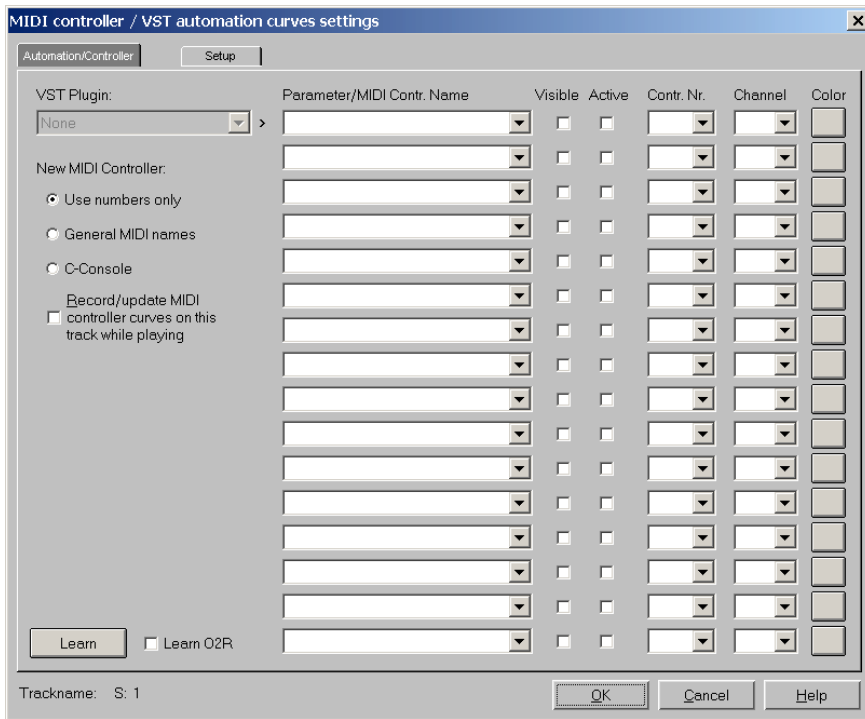 MIDI controller / VST automation curves settings
Automation/Controller
Setup
VST Plugin:
None
>
Parameter/MIDI Contr. Name
Visible
Active
Contr. Nr.
Channel
Color
New MIDI Controller:
Use numbers only
General MIDI names
C-Console
Record/update MIDI
controller curves on this
track while playing
Learn
Learn O2R
Trackname: S: 1
OK
Cancel
Help